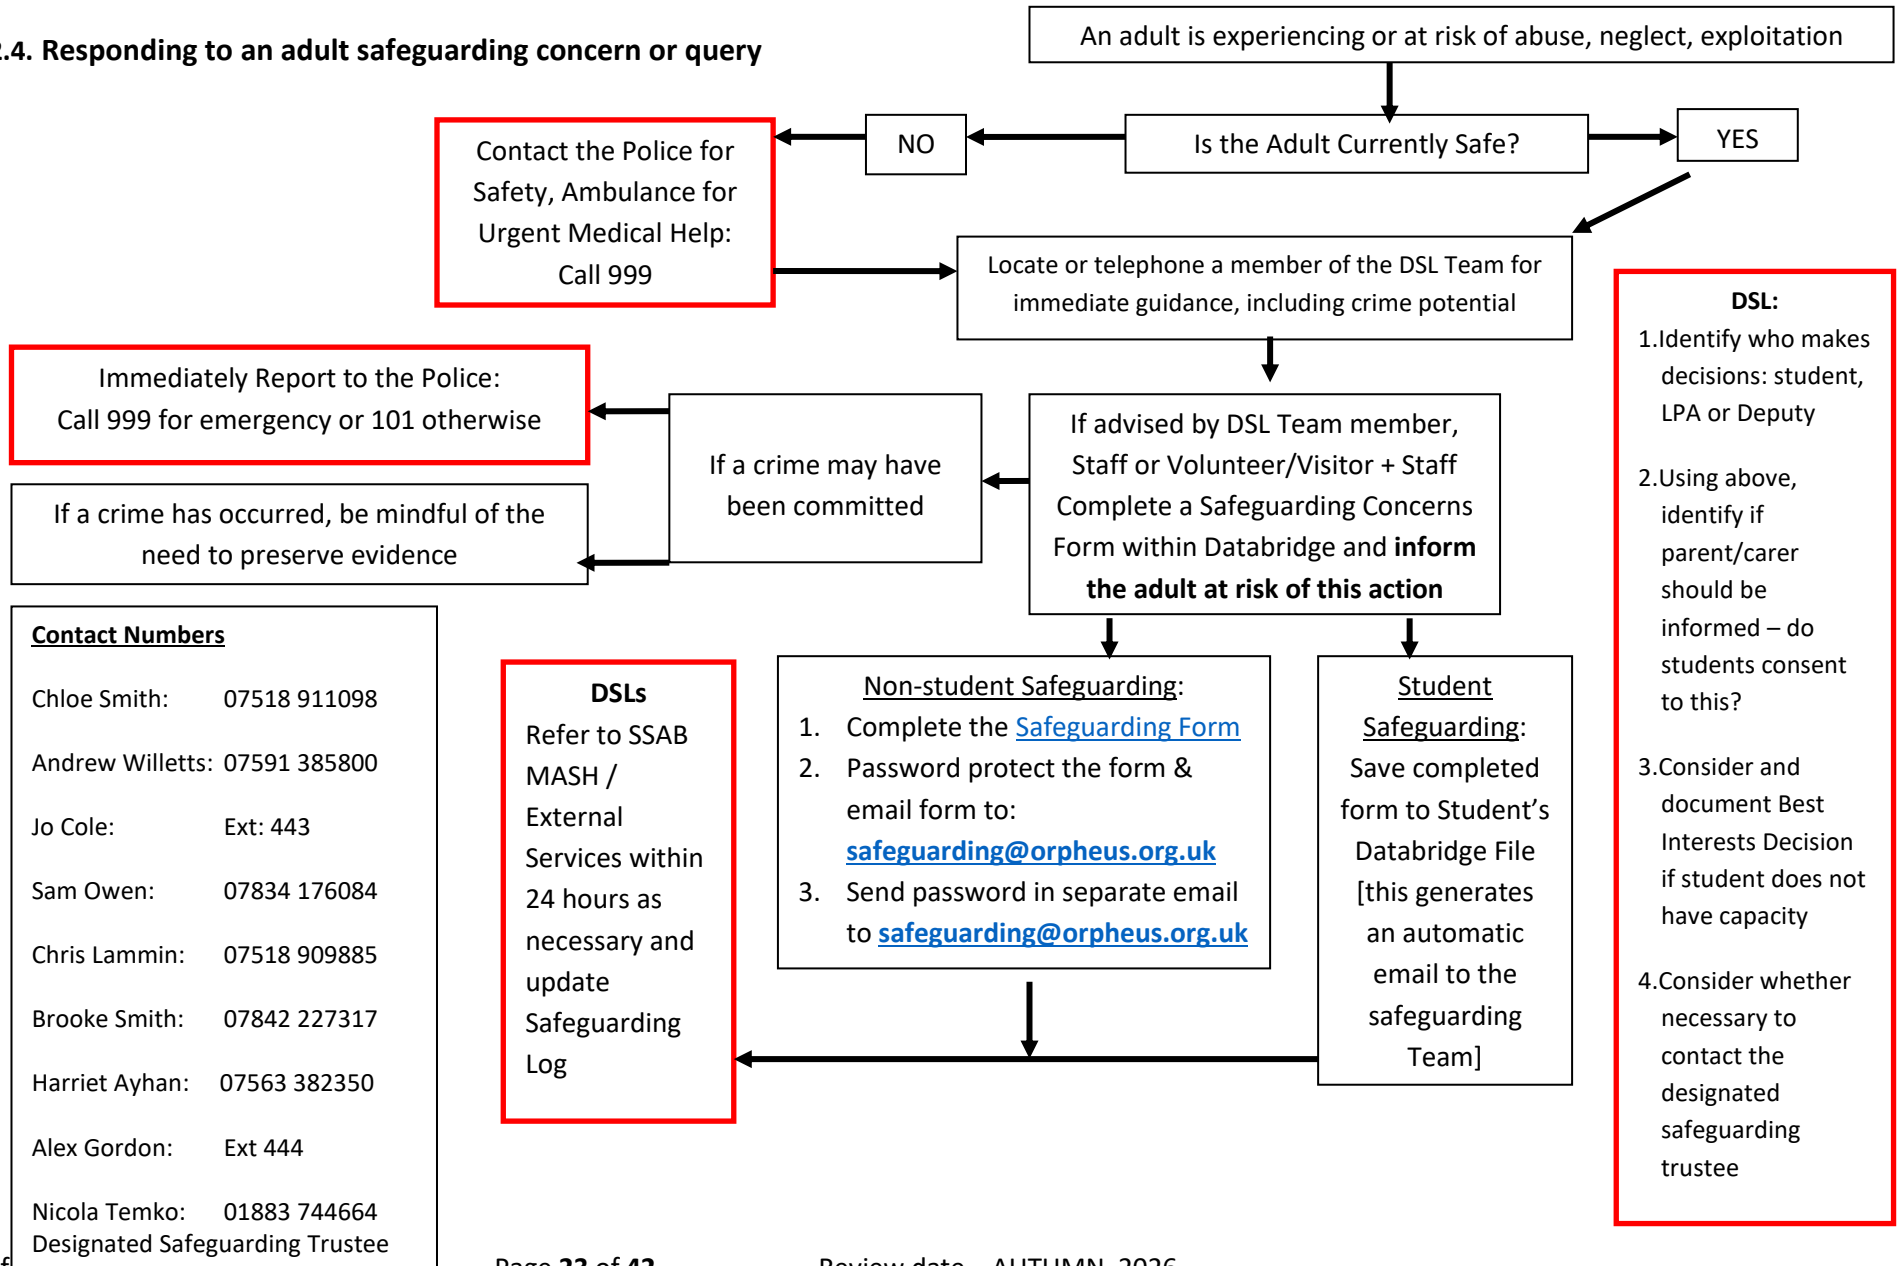 2.4. Responding to an adult safeguarding concern or query
An adult is experiencing or at risk of abuse, neglect, exploitation
Is the Adult Currently Safe?
NO
YES
Contact the Police for
Safety, Ambulance for
Urgent Medical Help:
Call 999
Locate or telephone a member of the DSL Team for
immediate guidance, including crime potential
Immediately Report to the Police:
Call 999 for emergency or 101 otherwise
If a crime has occurred, be mindful of the
need to preserve evidence
If a crime may have
been committed
If advised by DSL Team member,
Staff or Volunteer/Visitor + Staff
Complete a Safeguarding Concerns
Form within Databridge and inform
the adult at risk of this action
DSL:
1.Identify who makes
decisions: student,
LPA or Deputy
2.Using above,
identify if
parent/carer
should be
informed – do
students consent
to this?
3.Consider and
document Best
Interests Decision
if student does not
have capacity
4.Consider whether
necessary to
contact the
designated
safeguarding
trustee
Contact Numbers
Chloe Smith: 07518 911098
Andrew Willetts: 07591 385800
Jo Cole: Ext: 443
Sam Owen: 07834 176084
Chris Lammin: 07518 909885
Brooke Smith: 07842 227317
Harriet Ayhan: 07563 382350
Alex Gordon: Ext 444
Nicola Temko: 01883 744664
Designated Safeguarding Trustee
DSLs
Refer to SSAB
MASH /
External
Services within
24 hours as
necessary and
update
Safeguarding
Log
Non-student Safeguarding:
1. Complete the Safeguarding Form
2. Password protect the form &
email form to:
safeguarding@orpheus.org.uk
3. Send password in separate email
to safeguarding@orpheus.org.uk
Student
Safeguarding:
Save completed
form to Student’s
Databridge File
[this generates
an automatic
email to the
safeguarding
Team]
Page of 42 Review date AUTUMN 2026